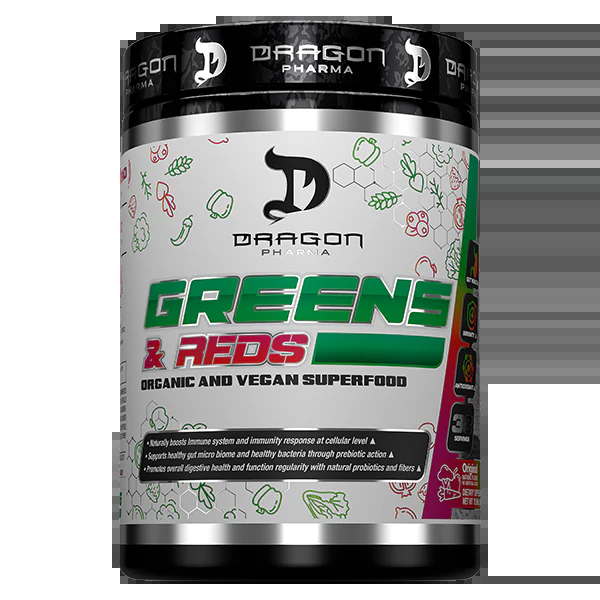 DRAGON
PHARMA
DRAGON
PHARMA
GREENS
& REDS
ORGANIC AND VEGAN SUPERFOOD
• Naturally boosts Immune system and immunity response at cellular level ▲
• Supports healthy gut micro biome and healthy bacteria through prebiotic action ▲
• Promotes overall digestive health and function regularity with natural probiotics and fibers ▲
SERVINGS
Original